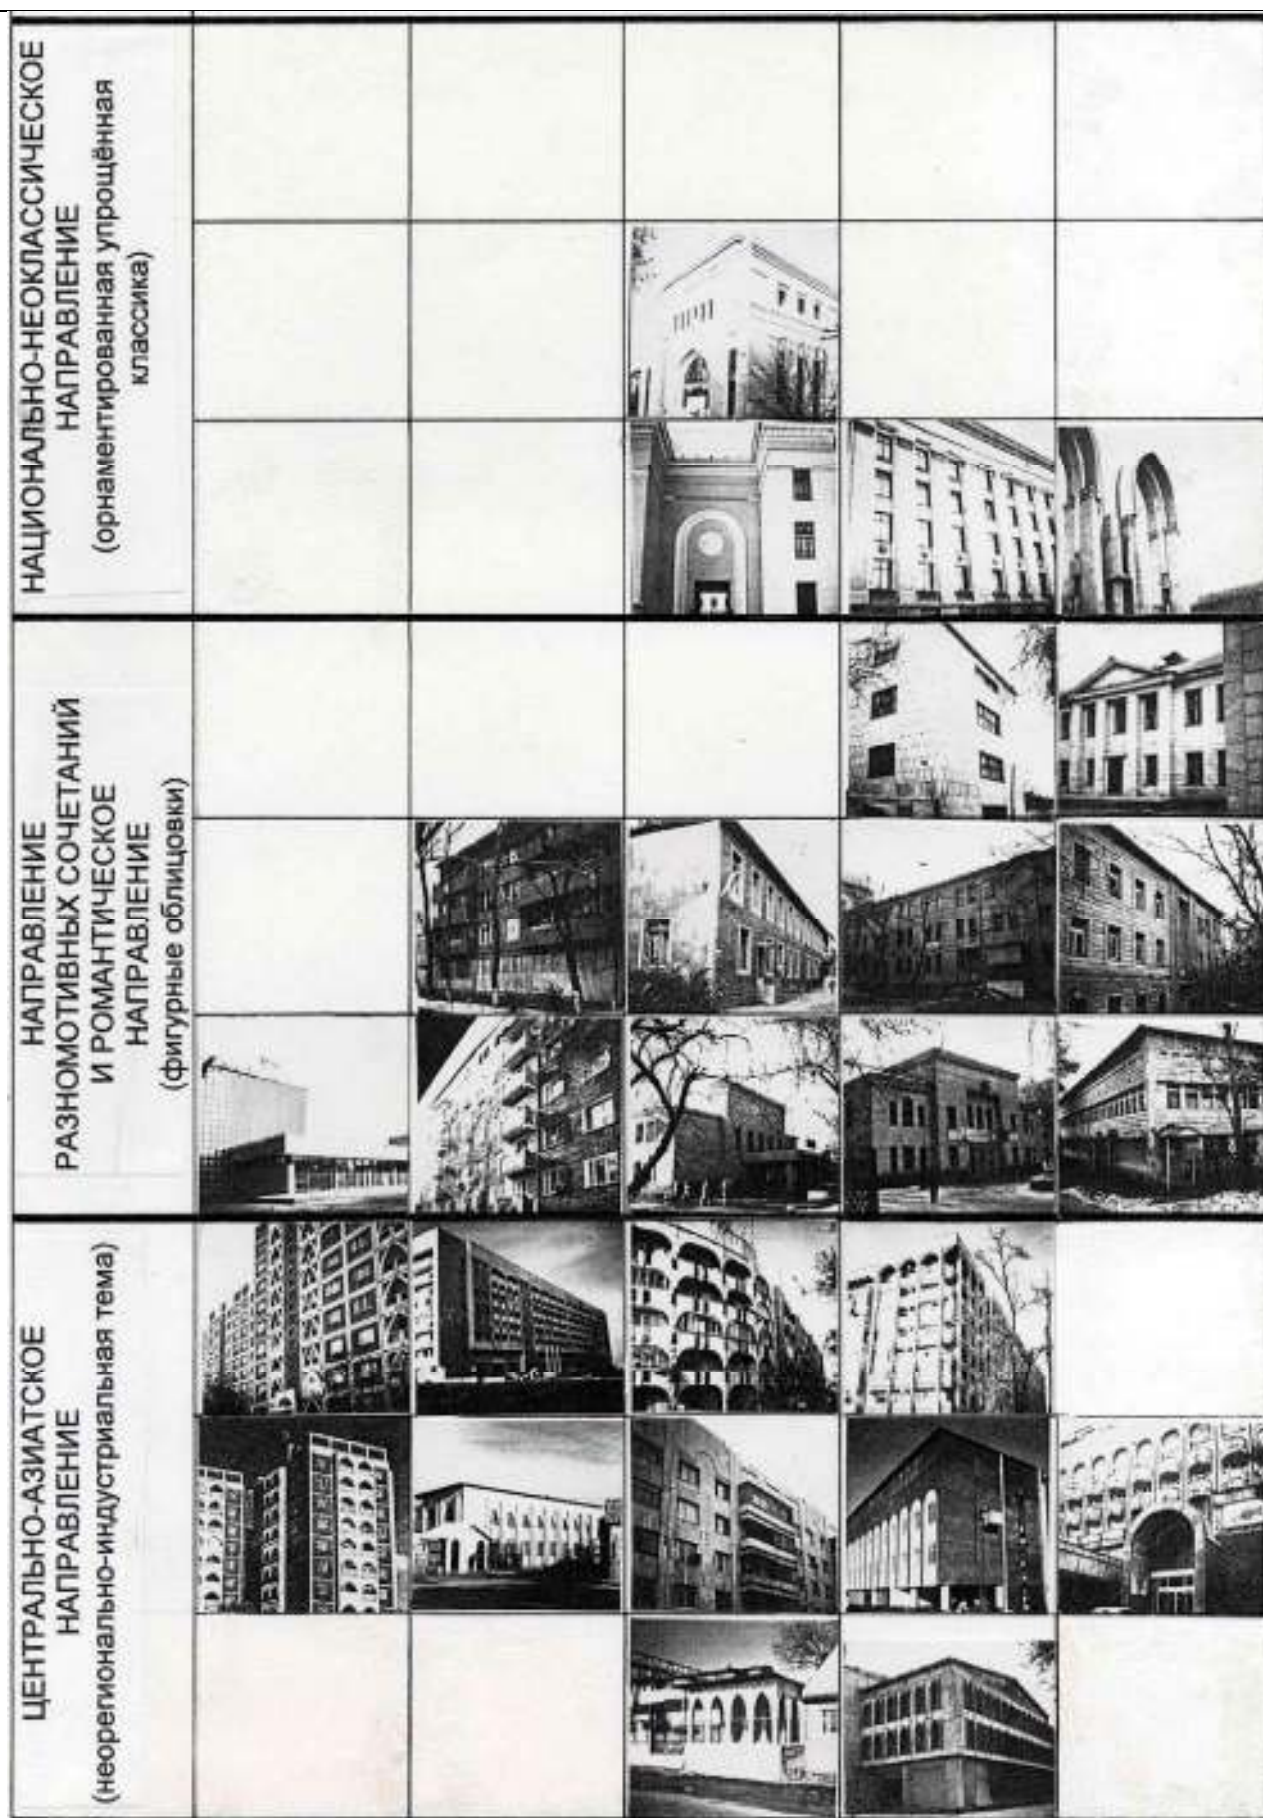 НАЦИОНАЛЬНО-НЕОКЛАССИЧЕСКОЕ
НАПРАВЛЕНИЕ
(орнаментированная упрощённая
классика)
НАПРАВЛЕНИЕ
РАЗНОМОТИВНЫХ СОЧЕТАНИЙ
И РОМАНТИЧЕСКОЕ
НАПРАВЛЕНИЕ
(фигурные облицовки)
ЦЕНТРАЛЬНО-АЗИАТСКОЕ
НАПРАВЛЕНИЕ
(неорегионально-индустриальная тема)